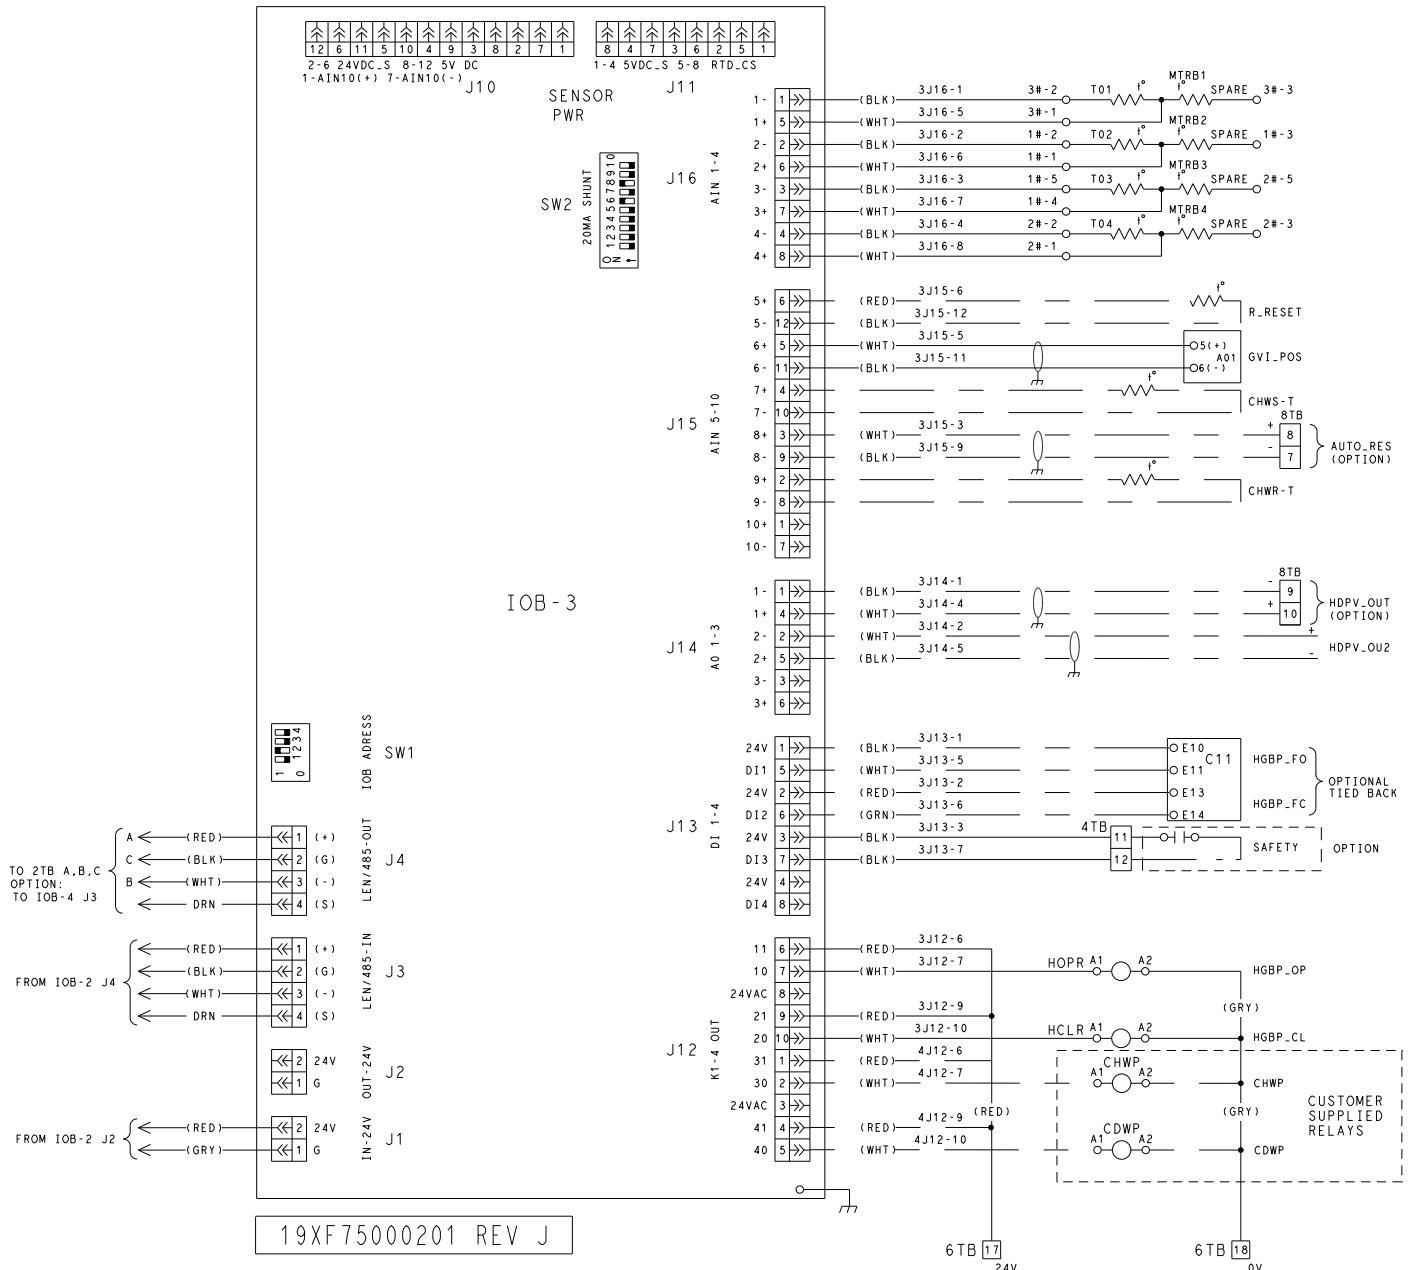 12 6 11 5 10 4 9 3 8 2 7 1
8 4 7 3 6 2 5 1
2-6 24VDC_S 8-12 5V DC
1-AIN10(+) 7-AIN10(-)
J10
1-4 5VDC_S 5-8 RTD_CS
J11
SENSOR
PWR
SW2
20MA SHUNT
1 2 3 4 5 6 7 8 9 10
ON
J16
AIN 1-4
1- 1 (BLK) 3J16-1 3#-2 T01 t° MTRB1 t° SPARE 3#-3
1+ 5 (WHT) 3J16-5 3#-1
2- 2 (BLK) 3J16-2 1#-2 T02 t° MTRB2 t° SPARE 1#-3
2+ 6 (WHT) 3J16-6 1#-1
3- 3 (BLK) 3J16-3 1#-5 T03 t° MTRB3 t° SPARE 2#-5
3+ 7 (WHT) 3J16-7 1#-4
4- 4 (BLK) 3J16-4 2#-2 T04 t° MTRB4 t° SPARE 2#-3
4+ 8 (WHT) 3J16-8 2#-1
J15
AIN 5-10
5+ 6 (RED) 3J15-6 t°
5- 12 (BLK) 3J15-12 R_RESET
6+ 5 (WHT) 3J15-5 5(+)
A01 GVI_POS
6- 11 (BLK) 3J15-11 6(-)
7+ 4 t°
7- 10 CHWS-T
8TB
8+ 3 (WHT) 3J15-3 + 8
8- 9 (BLK) 3J15-9 - 7
AUTO_RES
(OPTION)
9+ 2 t°
9- 8 CHWR-T
10+ 1
10- 7
IOB-3
J14
AO 1-3
8TB
1- 1 (BLK) 3J14-1 - 9
1+ 4 (WHT) 3J14-4 + 10
HDPV_OUT
(OPTION)
2- 2 (WHT) 3J14-2 +
2+ 5 (BLK) 3J14-5 -
HDPV_OU2
3- 3
3+ 6
SW1
IOB ADRESS
1 2 3 4
1 0
J13
DI 1-4
24V 1 (BLK) 3J13-1 E10
C11 HGBP_FO
DI1 5 (WHT) 3J13-5 E11
24V 2 (RED) 3J13-2 E13
HGBP_FC
DI2 6 (GRN) 3J13-6 E14
OPTIONAL
TIED BACK
24V 3 (BLK) 3J13-3 4TB 11
DI3 7 (BLK) 3J13-7 12
SAFETY OPTION
24V 4
DI4 8
A (RED) 1 (+)
C (BLK) 2 (G)
B (WHT) 3 (-)
DRN 4 (S)
TO 2TB A,B,C
OPTION:
TO IOB-4 J3
LEN/485-OUT
J4
(RED) 1 (+)
(BLK) 2 (G)
(WHT) 3 (-)
DRN 4 (S)
FROM IOB-2 J4
LEN/485-IN
J3
2 24V
1 G
OUT-24V
J2
(RED) 2 24V
(GRY) 1 G
FROM IOB-2 J2
IN-24V
J1
J12
K1-4 OUT
11 6 (RED) 3J12-6
10 7 (WHT) 3J12-7 HOPR A1 A2 HGBP_OP
24VAC 8
(GRY)
21 9 (RED) 3J12-9
20 10 (WHT) 3J12-10 HCLR A1 A2 HGBP_CL
31 1 (RED) 4J12-6
CHWP
30 2 (WHT) 4J12-7 A1 A2 CHWP
24VAC 3
(RED)
(GRY)
41 4 (RED) 4J12-9
CDWP
40 5 (WHT) 4J12-10 A1 A2 CDWP
CUSTOMER
SUPPLIED
RELAYS
19XF75000201 REV J
6TB 17
24V
6TB 18
0V